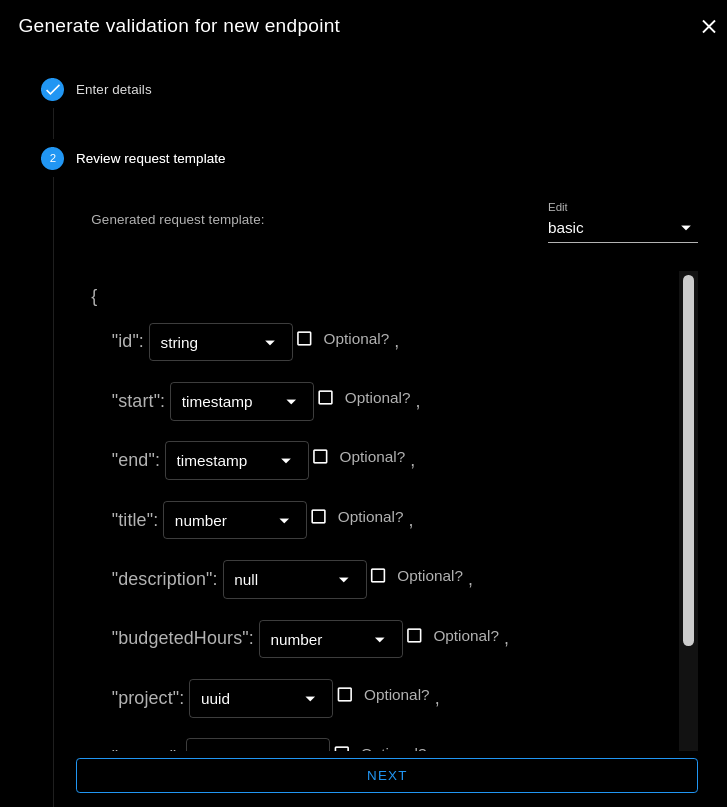 Generate validation for new endpoint
Enter details
2 Review request template
Edit
Generated request template: basic
{
"id": string Optional? ,
"start": timestamp Optional? ,
"end": timestamp Optional? ,
"title": number Optional? ,
"description": null Optional? ,
"budgetedHours": number Optional? ,
"project": uuid Optional? ,
Optional?
NEXT